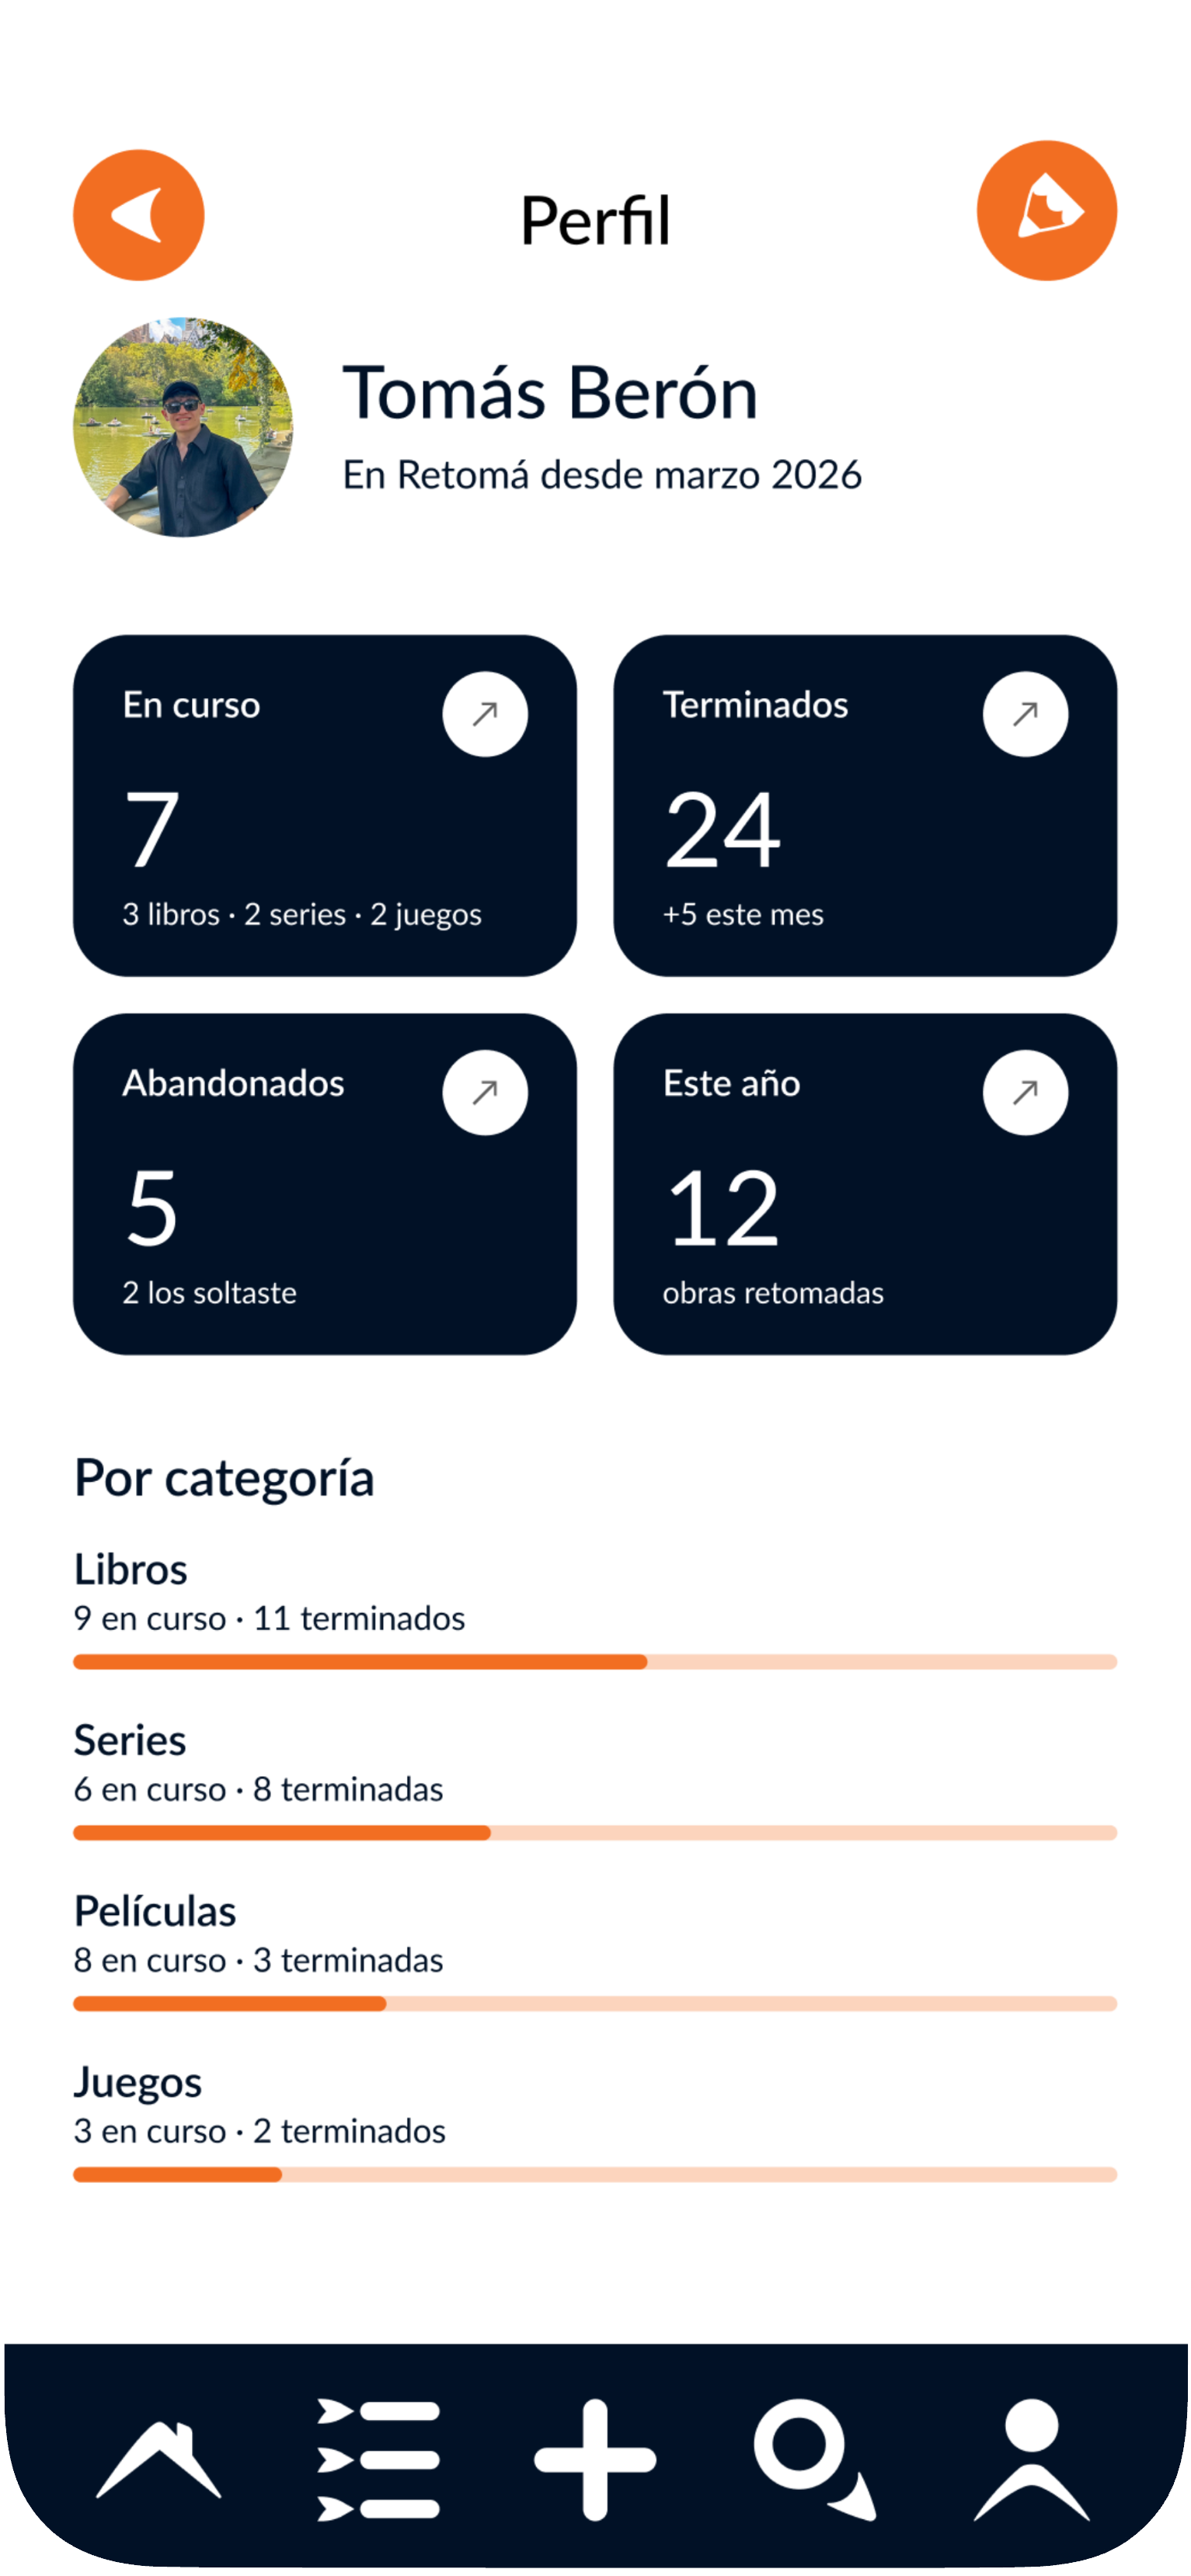 Perfil
Tomás Berón
En Retomá desde marzo 2026
En curso
7
3 libros · 2 series · 2 juegos
Terminados
24
+5 este mes
Abandonados
5
2 los soltaste
Este año
12
obras retomadas
Por categoría
Libros
9 en curso · 11 terminados
Series
6 en curso · 8 terminadas
Películas
8 en curso · 3 terminadas
Juegos
3 en curso · 2 terminados